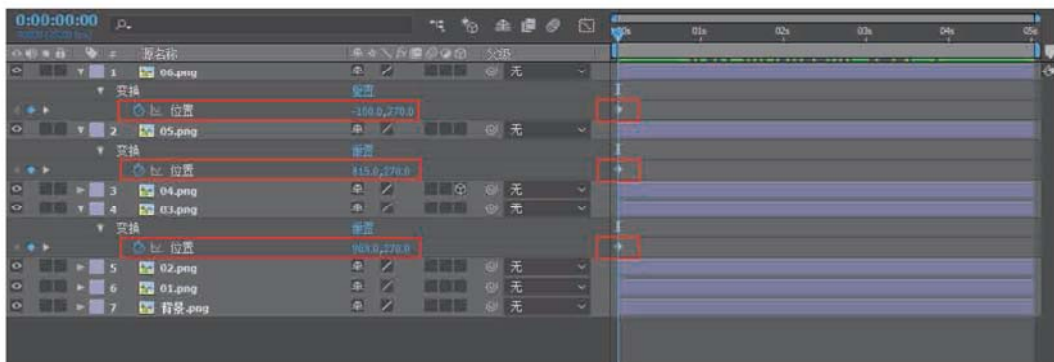 0:00:00:00
00s 01s 02s 03s 04s 05s
# 源名称 父级
1 06.png 无
变换 重置
位置 -100.0,270.0
2 05.png 无
变换 重置
位置 815.0,270.0
3 04.png 无
4 03.png 无
变换 重置
位置 903.0,270.0
5 02.png 无
6 01.png 无
7 背景.png 无